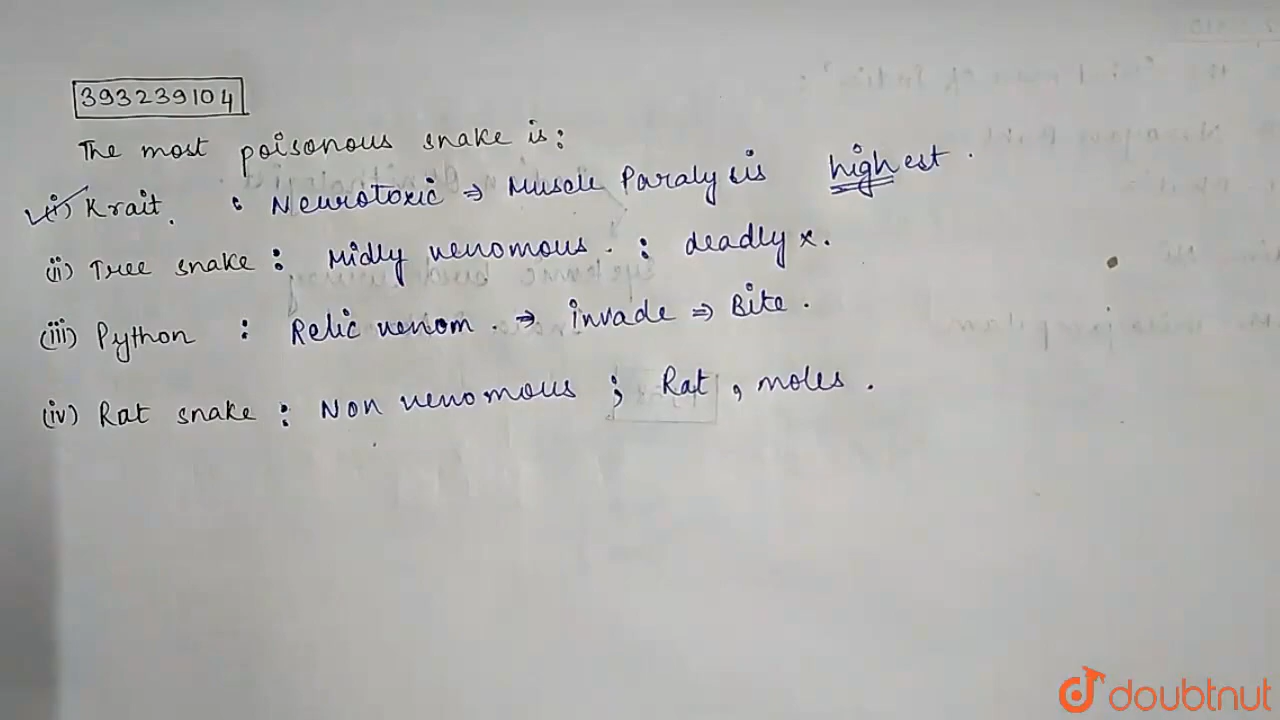 393239104
The most poisonous snake is:
(i) Krait. : Neurotoxic ⇒ Muscle Paralysis highest.
(ii) Tree snake : Midly venomous. : deadly x.
(iii) Python : Relic venom. ⇒ invade ⇒ Bite.
(iv) Rat snake : Non venomous ; Rat, moles.
doubtnut